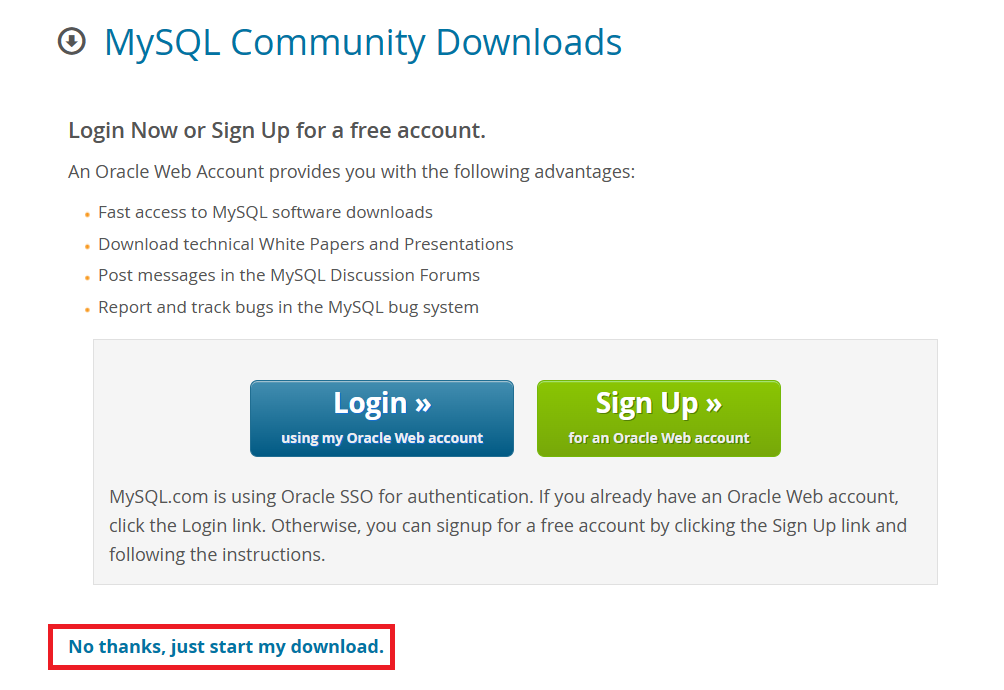 MySQL Community Downloads
Login Now or Sign Up for a free account.
An Oracle Web Account provides you with the following advantages:
Fast access to MySQL software downloads
Download technical White Papers and Presentations
Post messages in the MySQL Discussion Forums
Report and track bugs in the MySQL bug system
Login »
using my Oracle Web account
Sign Up »
for an Oracle Web account
MySQL.com is using Oracle SSO for authentication. If you already have an Oracle Web account,
click the Login link. Otherwise, you can signup for a free account by clicking the Sign Up link and
following the instructions.
No thanks, just start my download.